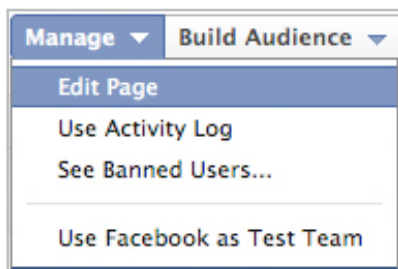 Manage Build Audience
Edit Page
Use Activity Log
See Banned Users...
Use Facebook as Test Team